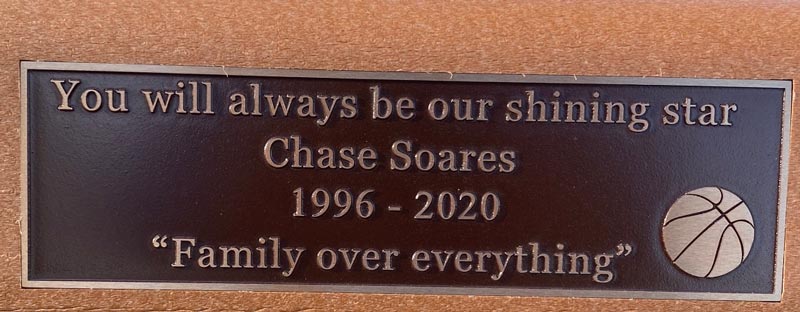 You will always be our shining star
Chase Soares
1996 - 2020
“Family over everything”